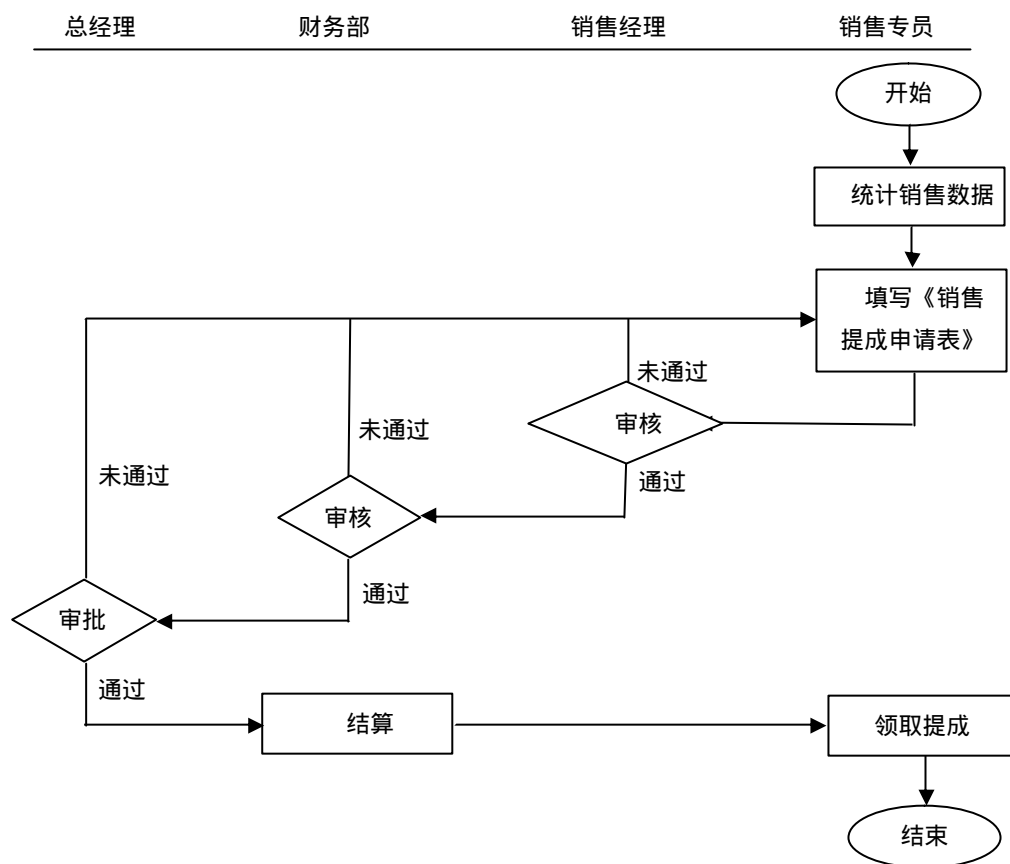 总经理 财务部 销售经理 销售专员
开始
统计销售数据
填写《销售
提成申请表》
未通过
审核
未通过
通过
未通过
审核
通过
审批
通过
结算
领取提成
结束